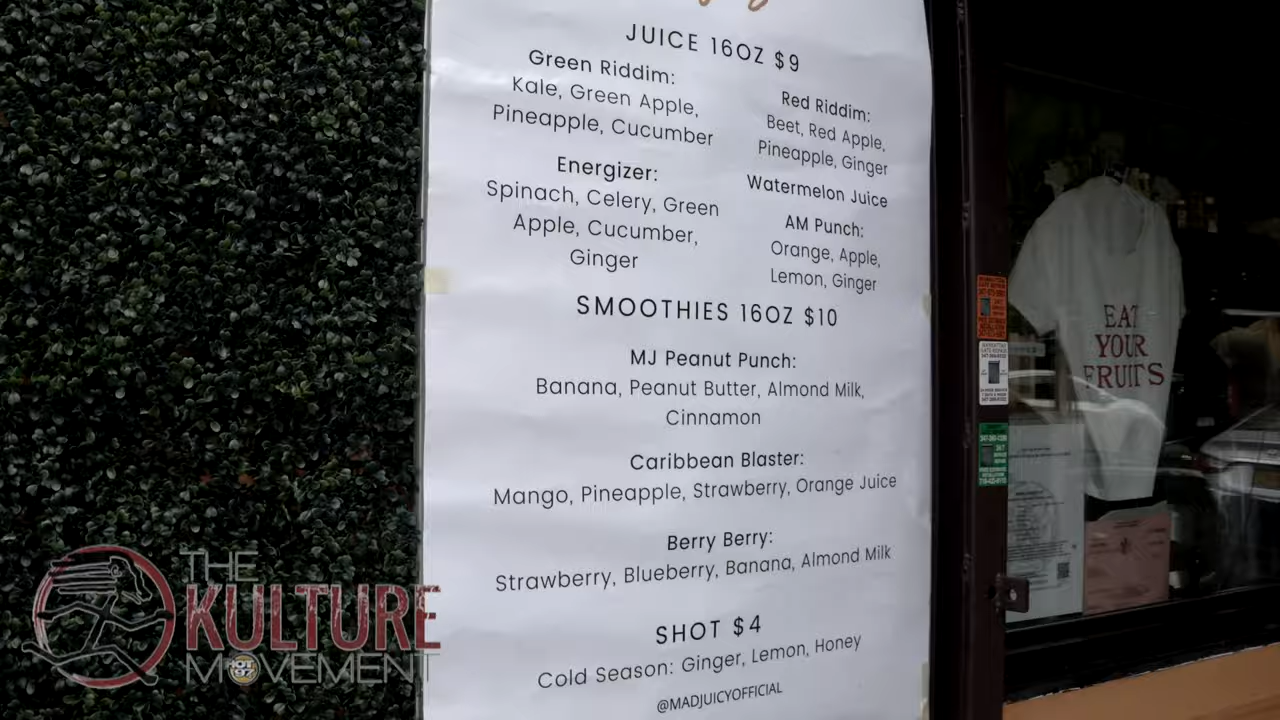 JUICE 16OZ $9
Green Riddim:
Kale, Green Apple,
Pineapple, Cucumber
Energizer:
Spinach, Celery, Green
Apple, Cucumber,
Ginger
Red Riddim:
Beet, Red Apple,
Pineapple, Ginger
Watermelon Juice
AM Punch:
Orange, Apple,
Lemon, Ginger
SMOOTHIES 16OZ $10
MJ Peanut Punch:
Banana, Peanut Butter, Almond Milk,
Cinnamon
Caribbean Blaster:
Mango, Pineapple, Strawberry, Orange Juice
Berry Berry:
Strawberry, Blueberry, Banana, Almond Milk
SHOT $4
Cold Season: Ginger, Lemon, Honey
@MADJUICYOFFICIAL
EAT
YOUR
FRUITS
THE
KULTURE
MOVEMENT
HOT 97